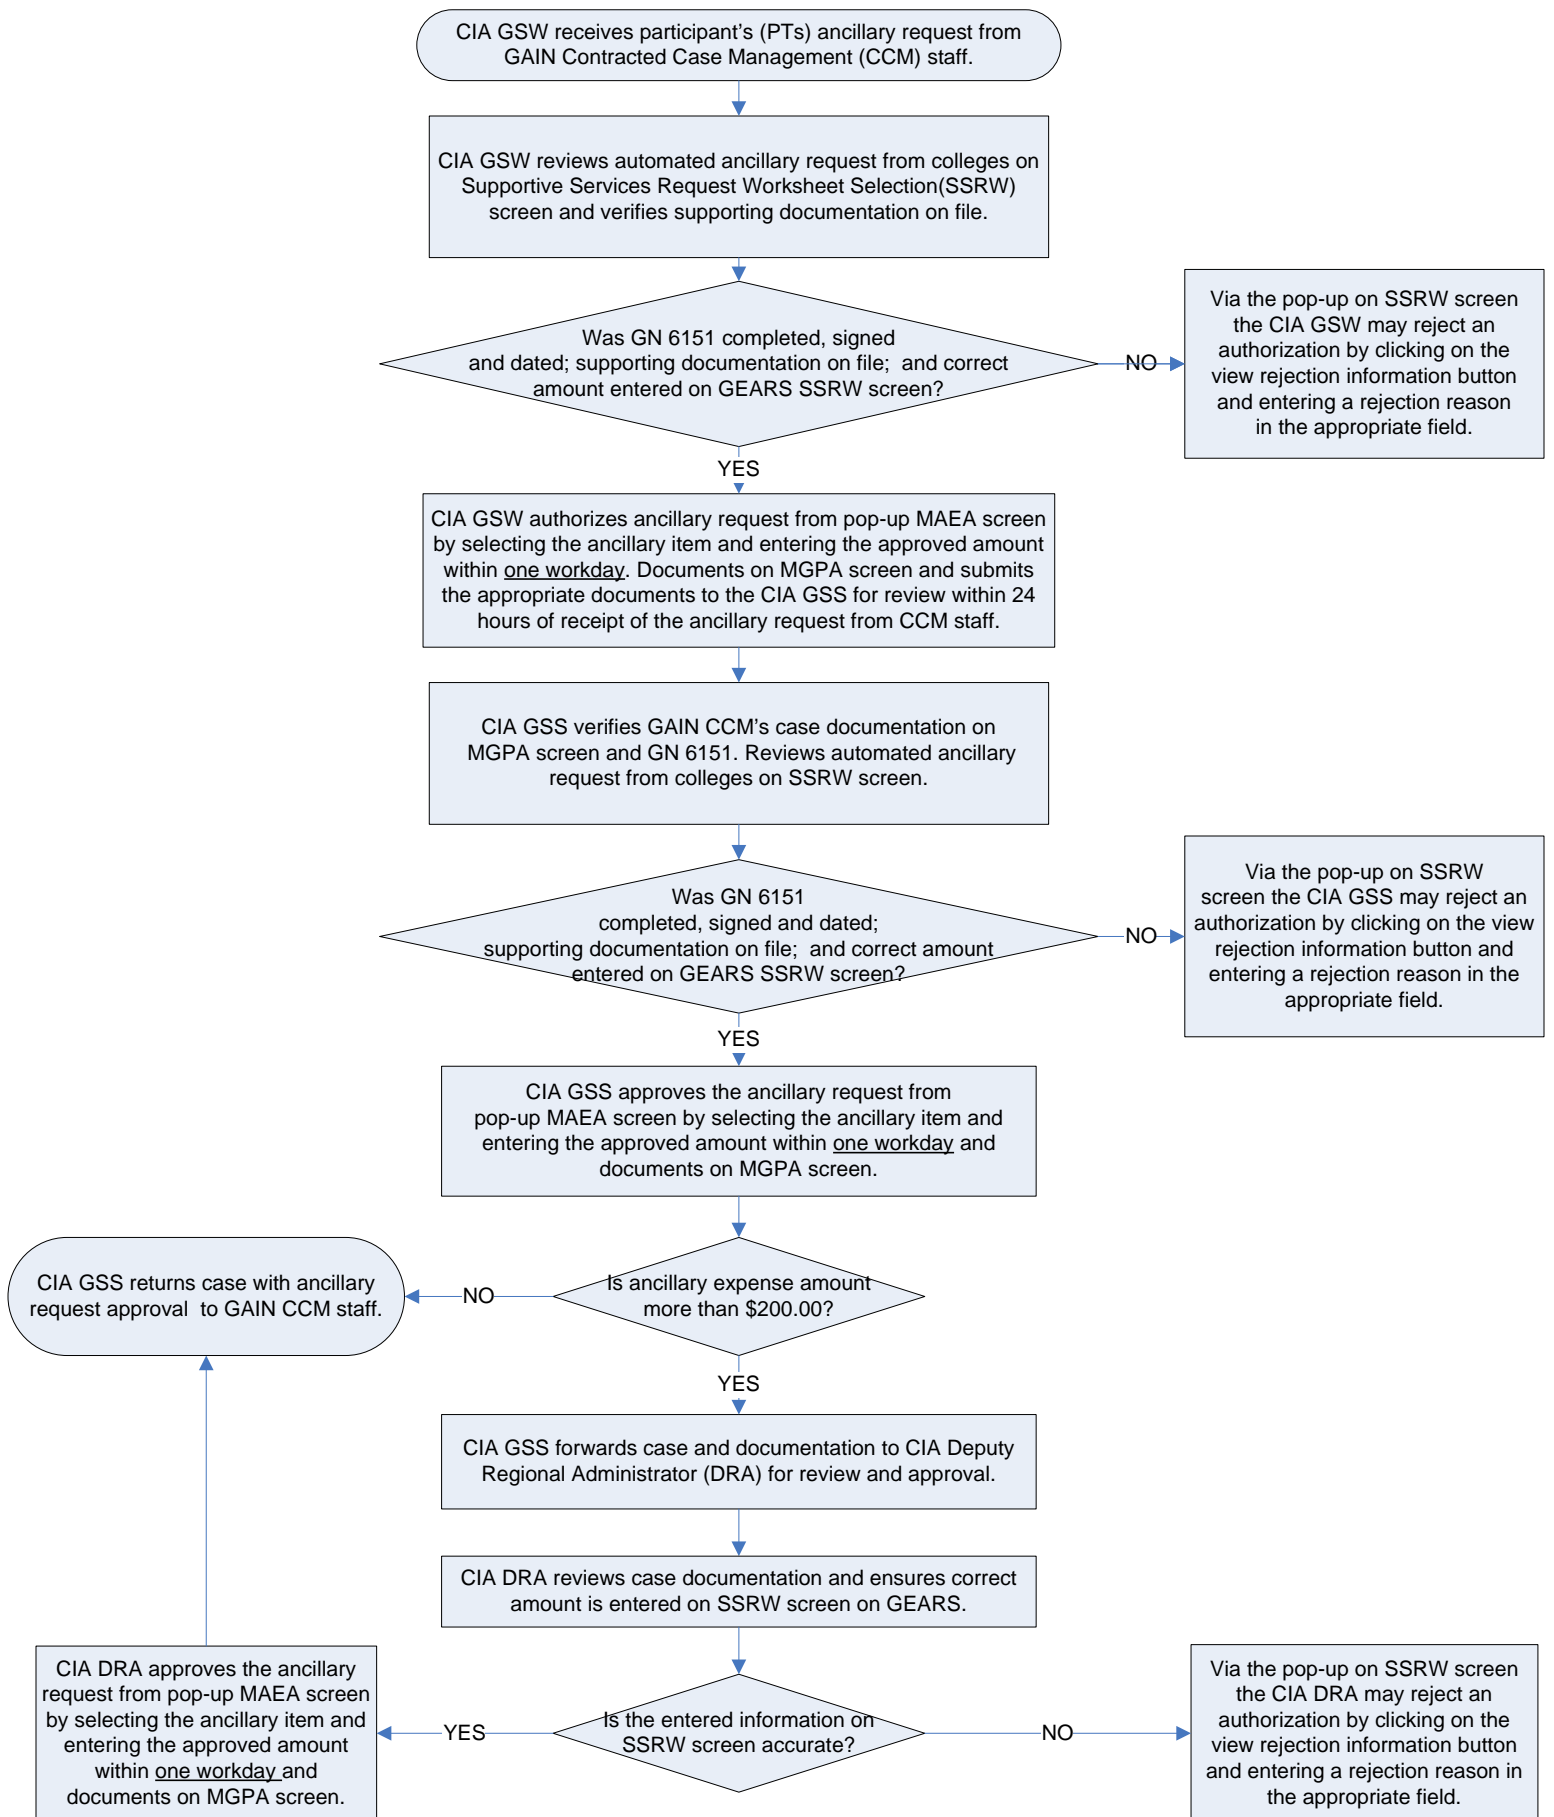 CIA GSW receives participant’s (PTs) ancillary request from
GAIN Contracted Case Management (CCM) staff.
CIA GSW reviews automated ancillary request from colleges on
Supportive Services Request Worksheet Selection(SSRW)
screen and verifies supporting documentation on file.
Was GN 6151 completed, signed
and dated; supporting documentation on file;  and correct
amount entered on GEARS SSRW screen?
NO
Via the pop-up on SSRW screen
the CIA GSW may reject an
authorization by clicking on the
view rejection information button
and entering a rejection reason
in the appropriate field.
YES
CIA GSW authorizes ancillary request from pop-up MAEA screen
by selecting the ancillary item and entering the approved amount
within one workday. Documents on MGPA screen and submits
the appropriate documents to the CIA GSS for review within 24
hours of receipt of the ancillary request from CCM staff.
CIA GSS verifies GAIN CCM’s case documentation on
MGPA screen and GN 6151. Reviews automated ancillary
request from colleges on SSRW screen.
Was GN 6151
completed, signed and dated;
supporting documentation on file;  and correct amount
entered on GEARS SSRW screen?
NO
Via the pop-up on SSRW
screen the CIA GSS may reject an
authorization by clicking on the view
rejection information button and
entering a rejection reason in the
appropriate field.
YES
CIA GSS approves the ancillary request from
pop-up MAEA screen by selecting the ancillary item and
entering the approved amount within one workday and
documents on MGPA screen.
Is ancillary expense amount
more than $200.00?
NO
CIA GSS returns case with ancillary
request approval  to GAIN CCM staff.
YES
CIA GSS forwards case and documentation to CIA Deputy
Regional Administrator (DRA) for review and approval.
CIA DRA reviews case documentation and ensures correct
amount is entered on SSRW screen on GEARS.
Is the entered information on
SSRW screen accurate?
YES
CIA DRA approves the ancillary
request from pop-up MAEA screen
by selecting the ancillary item and
entering the approved amount
within one workday and
documents on MGPA screen.
NO
Via the pop-up on SSRW screen
the CIA DRA may reject an
authorization by clicking on the
view rejection information button
and entering a rejection reason in
the appropriate field.